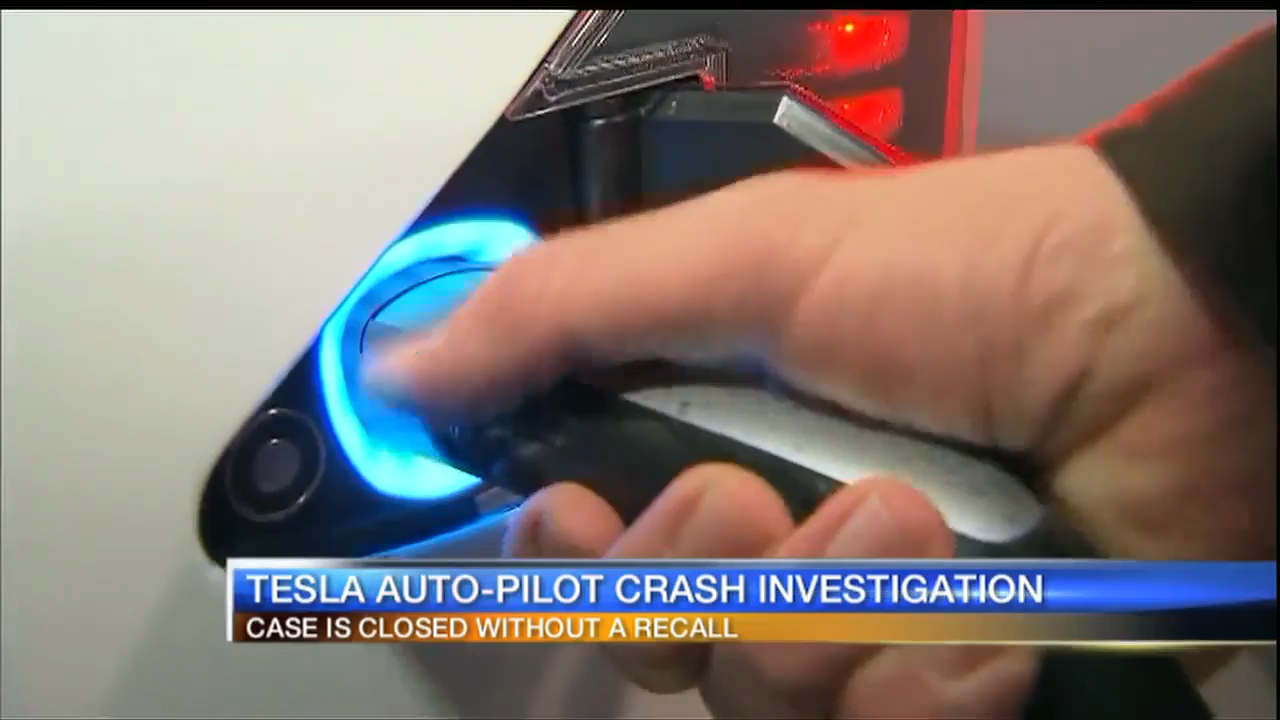 TESLA AUTO-PILOT CRASH INVESTIGATION
CASE IS CLOSED WITHOUT A RECALL